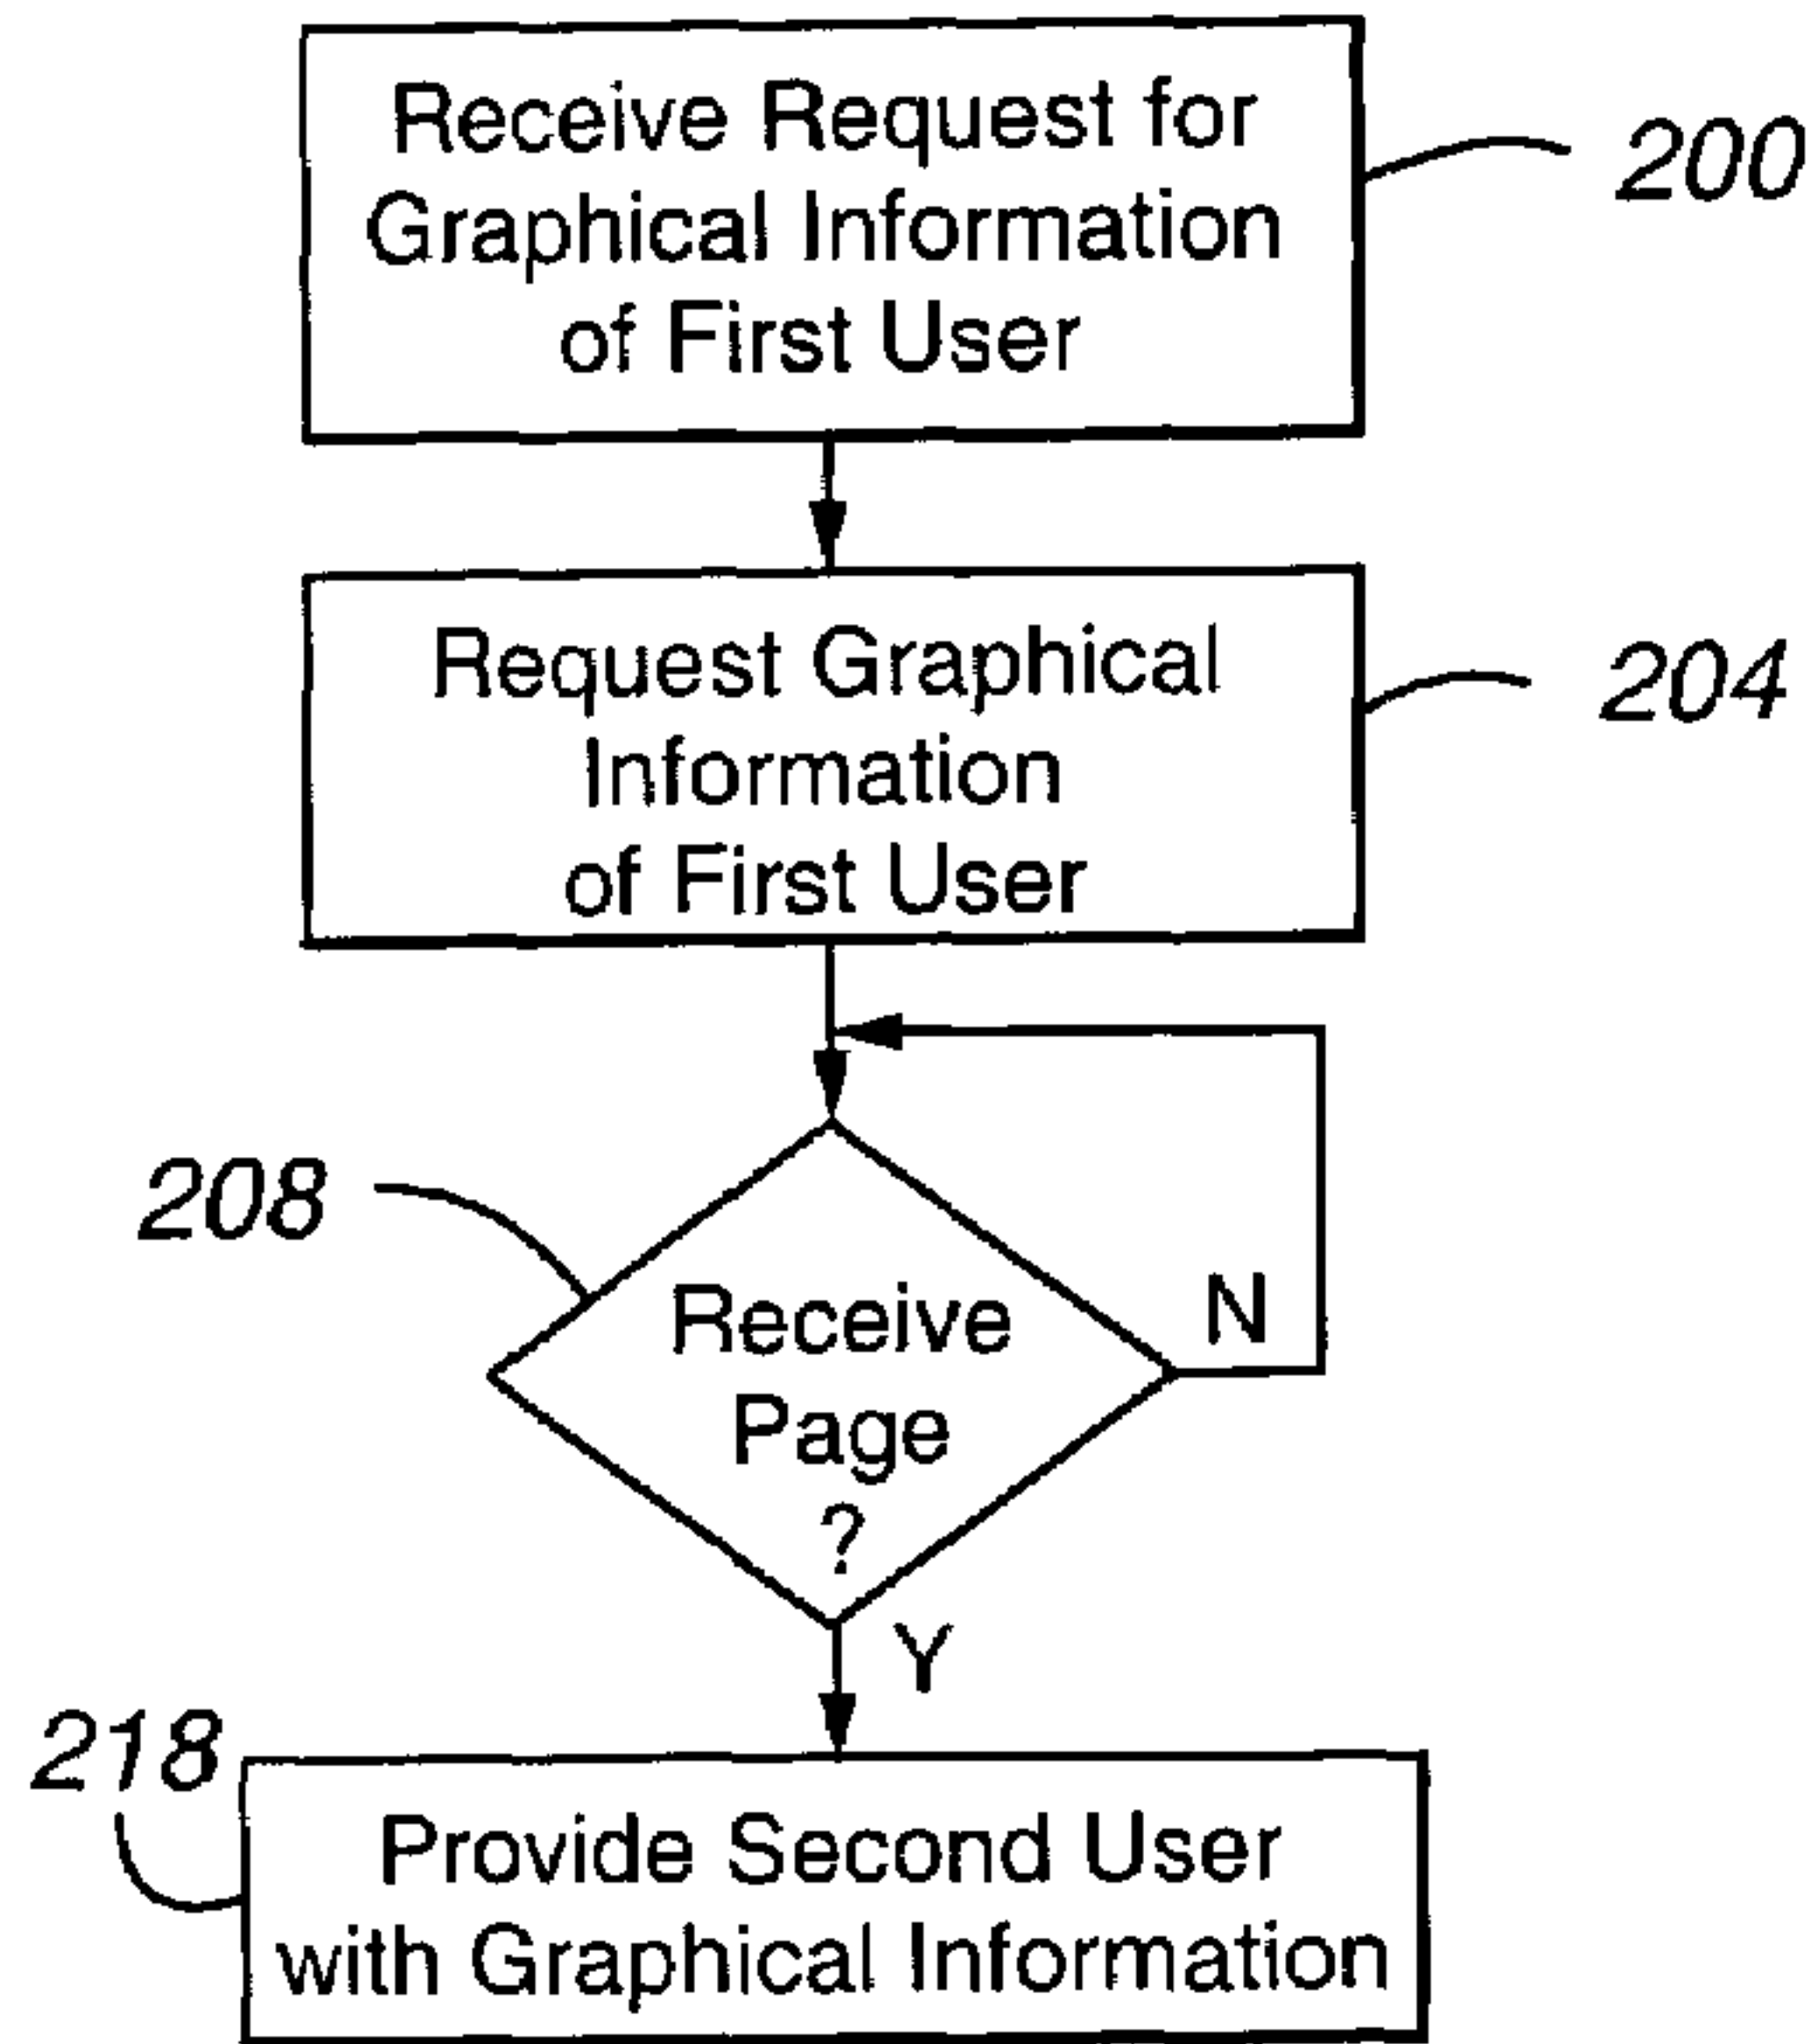 Receive Request for
Graphical Information
of First User
200
Request Graphical
Information
of First User
204
208
Receive
Page
?
N
Y
218
Provide Second User
with Graphical Information